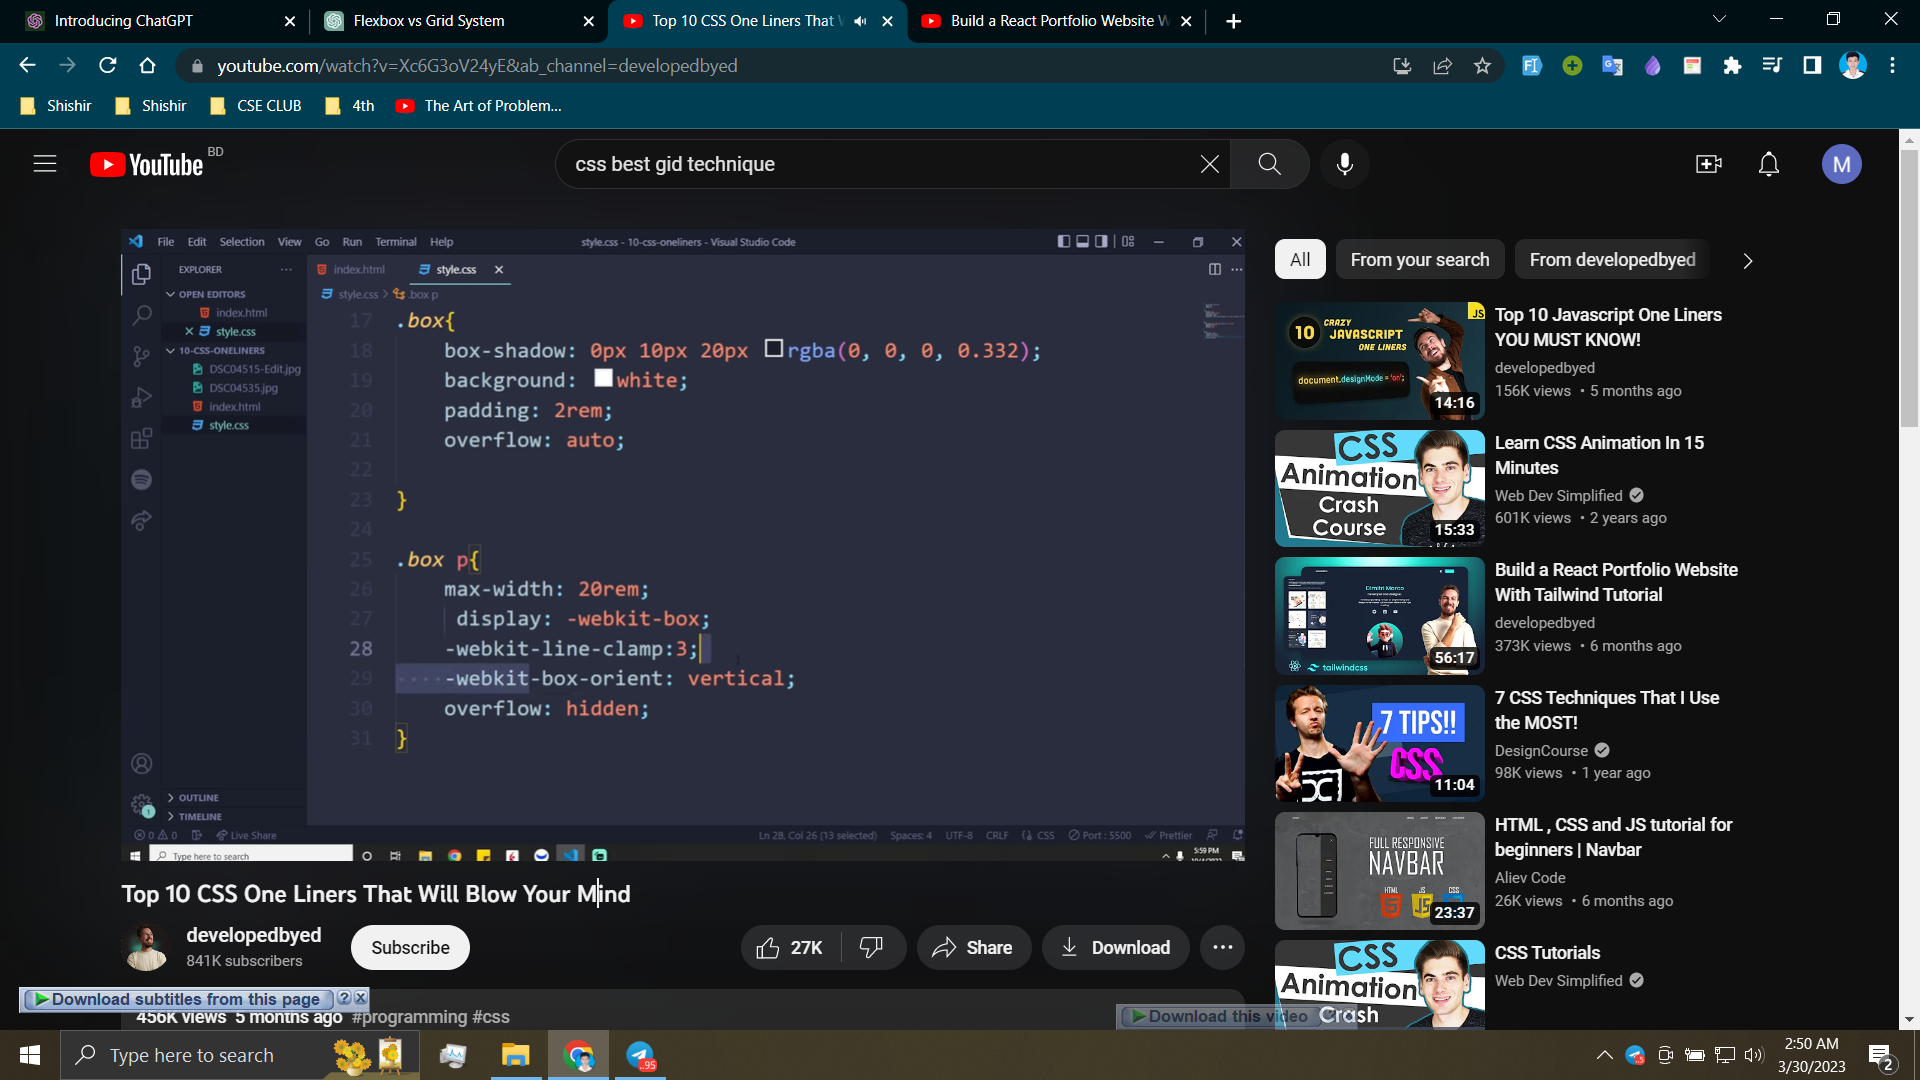 Introducing ChatGPT
Flexbox vs Grid System
Top 10 CSS One Liners That
Build a React Portfolio Website
youtube.com/watch?v=Xc6G3oV24yE&ab_channel=developedbyed
Shishir
Shishir
CSE CLUB
4th
The Art of Problem...
YouTube BD
css best gid technique
M
File Edit Selection View Go Run Terminal Help
style.css - 10-css-oneliners - Visual Studio Code
EXPLORER
OPEN EDITORS
index.html
style.css
10-CSS-ONELINERS
DSC04515-Edit.jpg
DSC04535.jpg
index.html
style.css
OUTLINE
TIMELINE
index.html
style.css
style.css > .box p
17 .box{
18 box-shadow: 0px 10px 20px rgba(0, 0, 0, 0.332);
19 background: white;
20 padding: 2rem;
21 overflow: auto;
22
23 }
24
25 .box p{
26 max-width: 20rem;
27 display: -webkit-box;
28 -webkit-line-clamp:3;
29 -webkit-box-orient: vertical;
30 overflow: hidden;
31 }
0 0 Live Share
Ln 28, Col 26 (13 selected) Spaces: 4 UTF-8 CRLF CSS Port : 5500 Prettier
Type here to search
5:59 PM
Top 10 CSS One Liners That Will Blow Your Mind
developedbyed
841K subscribers
Subscribe
27K
Share
Download
Download subtitles from this page
456K views 5 months ago #programming #css
Download this video
All
From your search
From developedbyed
10 CRAZY JAVASCRIPT ONE LINERS
JS
document.designMode = 'on';
14:16
Top 10 Javascript One Liners
YOU MUST KNOW!
developedbyed
156K views • 5 months ago
CSS
Animation
Crash
Course
15:33
Learn CSS Animation In 15
Minutes
Web Dev Simplified
601K views • 2 years ago
Dimitri Marco
tailwindcss
56:17
Build a React Portfolio Website
With Tailwind Tutorial
developedbyed
373K views • 6 months ago
7 TIPS!!
CSS
11:04
7 CSS Techniques That I Use
the MOST!
DesignCourse
98K views • 1 year ago
FULL RESPONSIVE
NAVBAR
HTML JS CSS
23:37
HTML , CSS and JS tutorial for
beginners | Navbar
Aliev Code
26K views • 6 months ago
CSS
Animation
Crash
CSS Tutorials
Web Dev Simplified
Type here to search
95
2:50 AM
3/30/2023
2